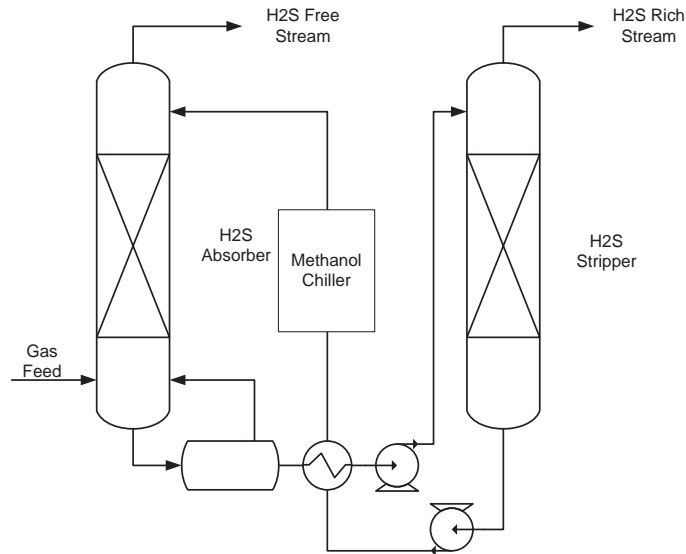 H2S Free
Stream
H2S Rich
Stream
H2S
Absorber
Methanol
Chiller
H2S
Stripper
Gas
Feed